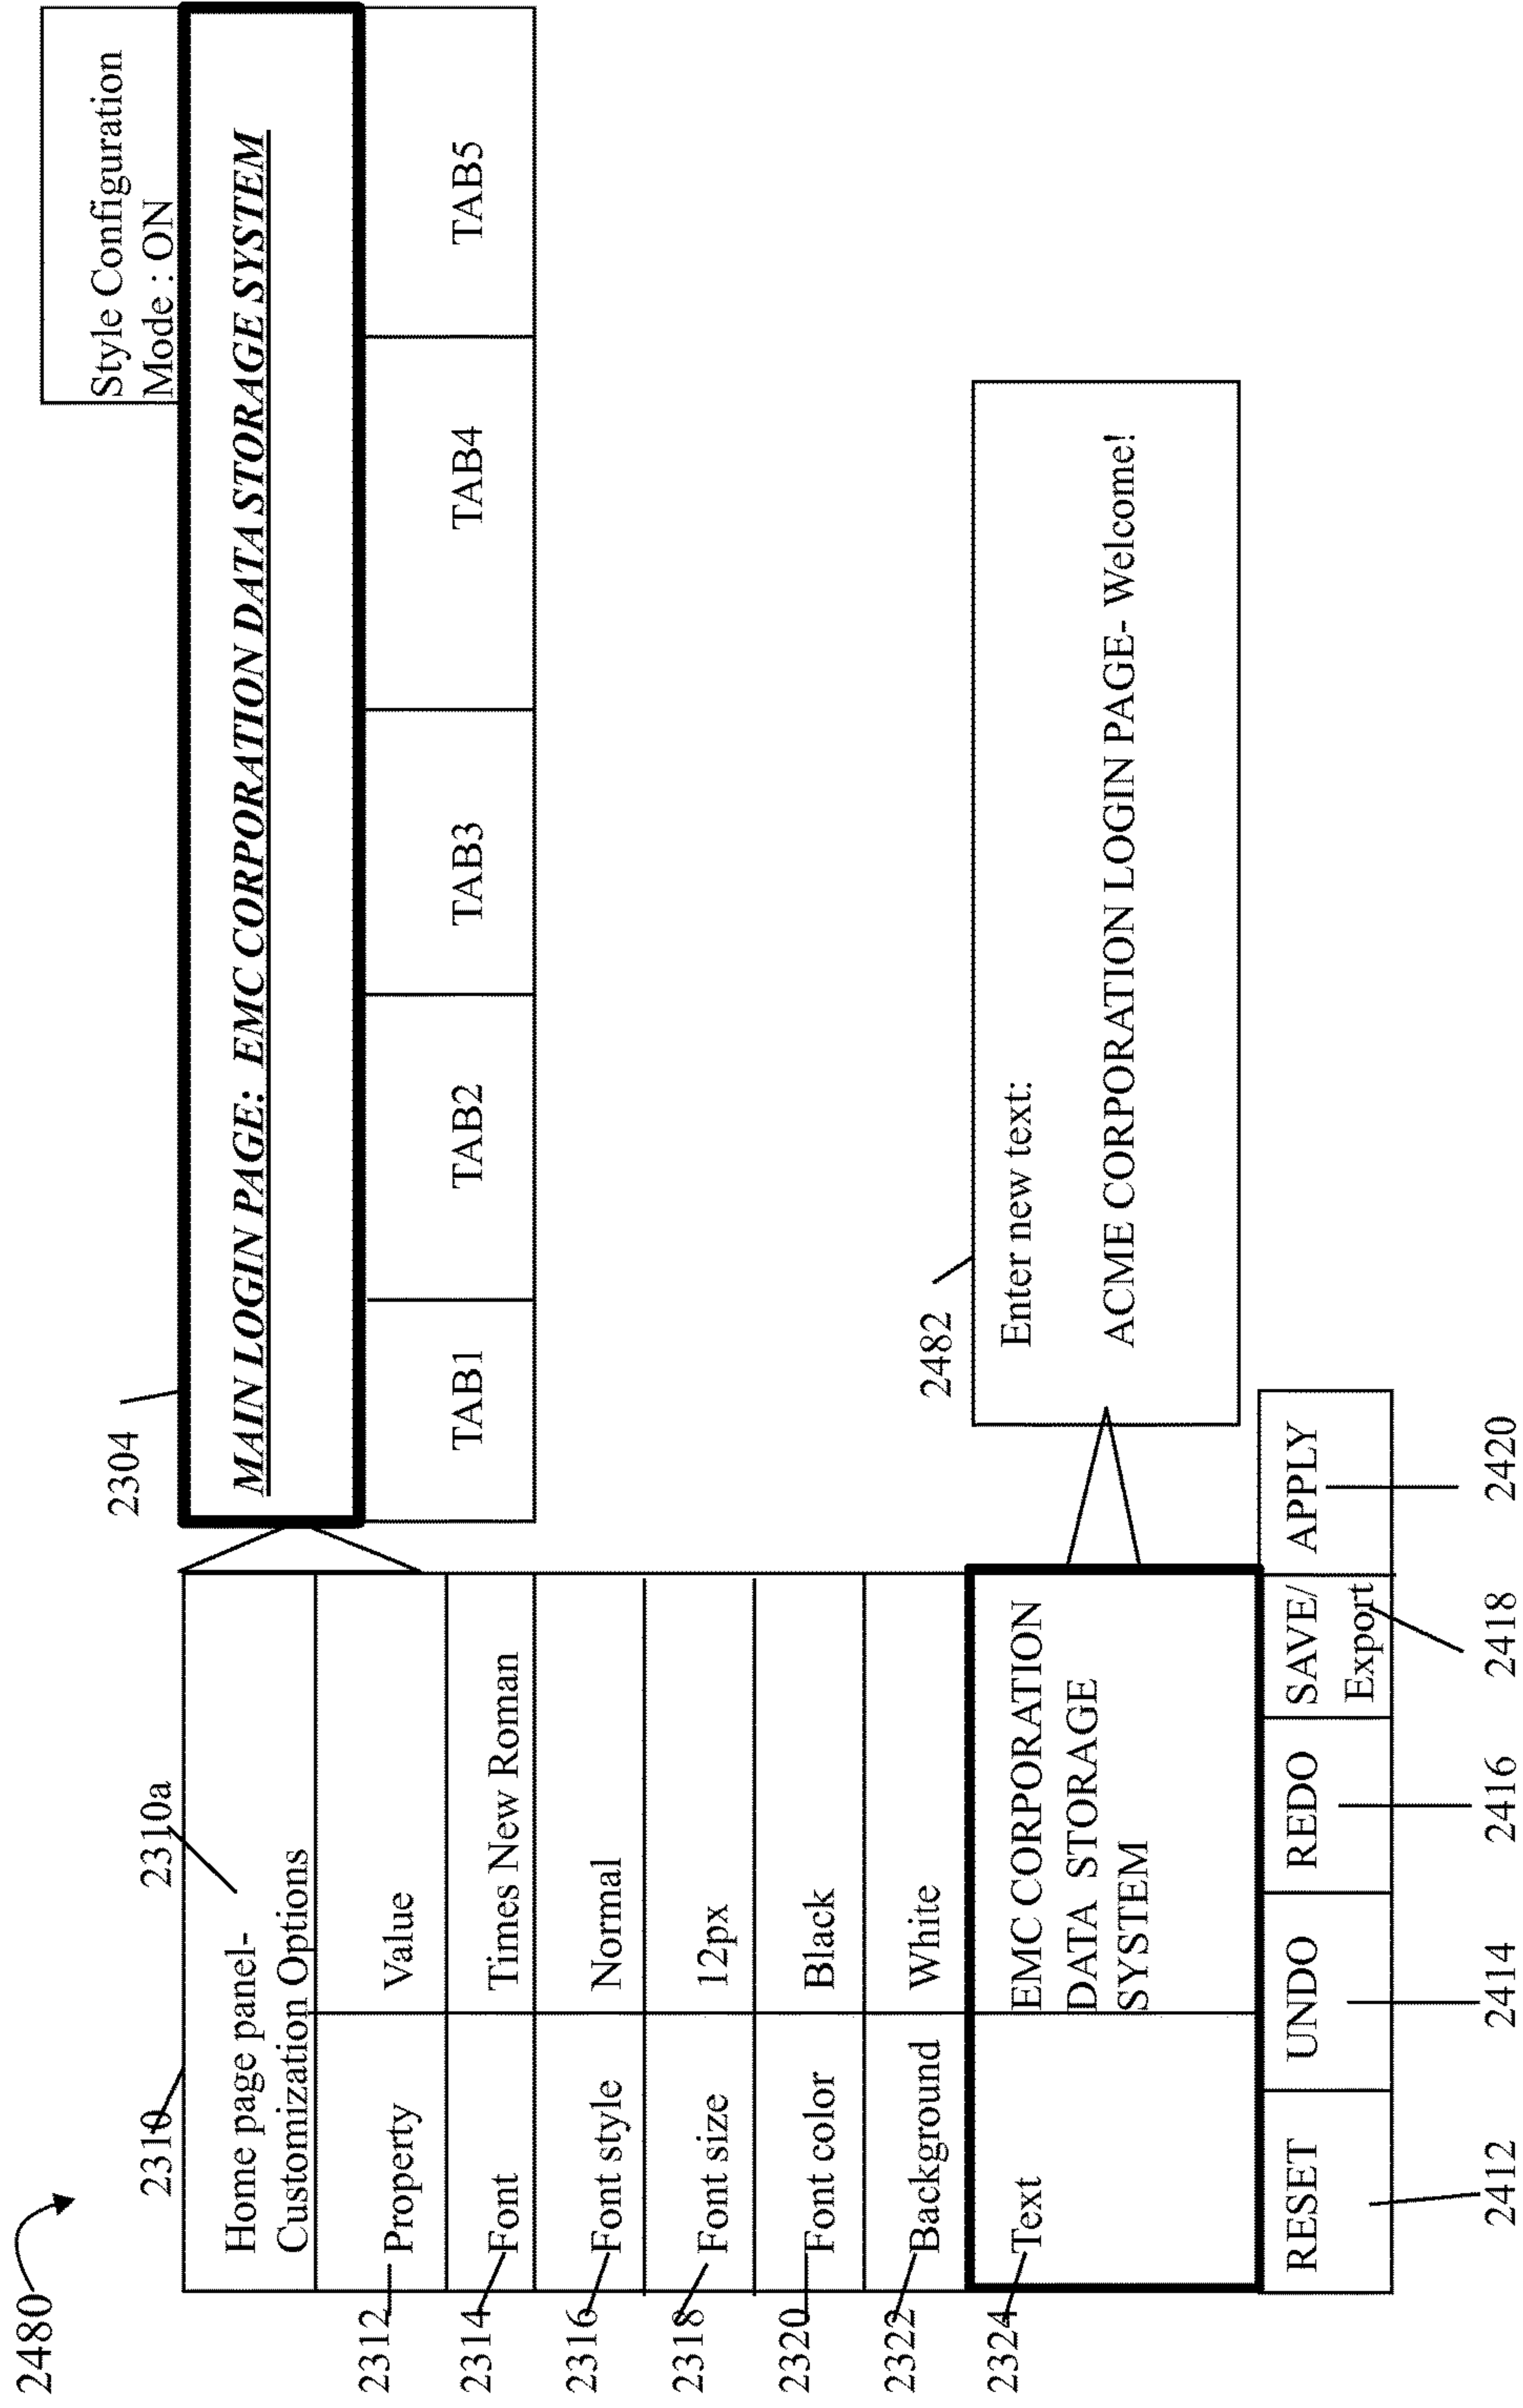 2480
Style Configuration
Mode : ON
2304
MAIN LOGIN PAGE: EMC CORPORATION DATA STORAGE SYSTEM
TAB1 TAB2 TAB3 TAB4 TAB5
2310
2310a
Home page panel-
Customization Options
2312
Property Value
2314
Font Times New Roman
2316
Font style Normal
2318
Font size 12px
2320
Font color Black
2322
Background White
2324
Text
EMC CORPORATION
DATA STORAGE
SYSTEM
2482
Enter new text:
ACME CORPORATION LOGIN PAGE- Welcome!
RESET UNDO REDO SAVE/ APPLY
Export
2412 2414 2416 2418 2420